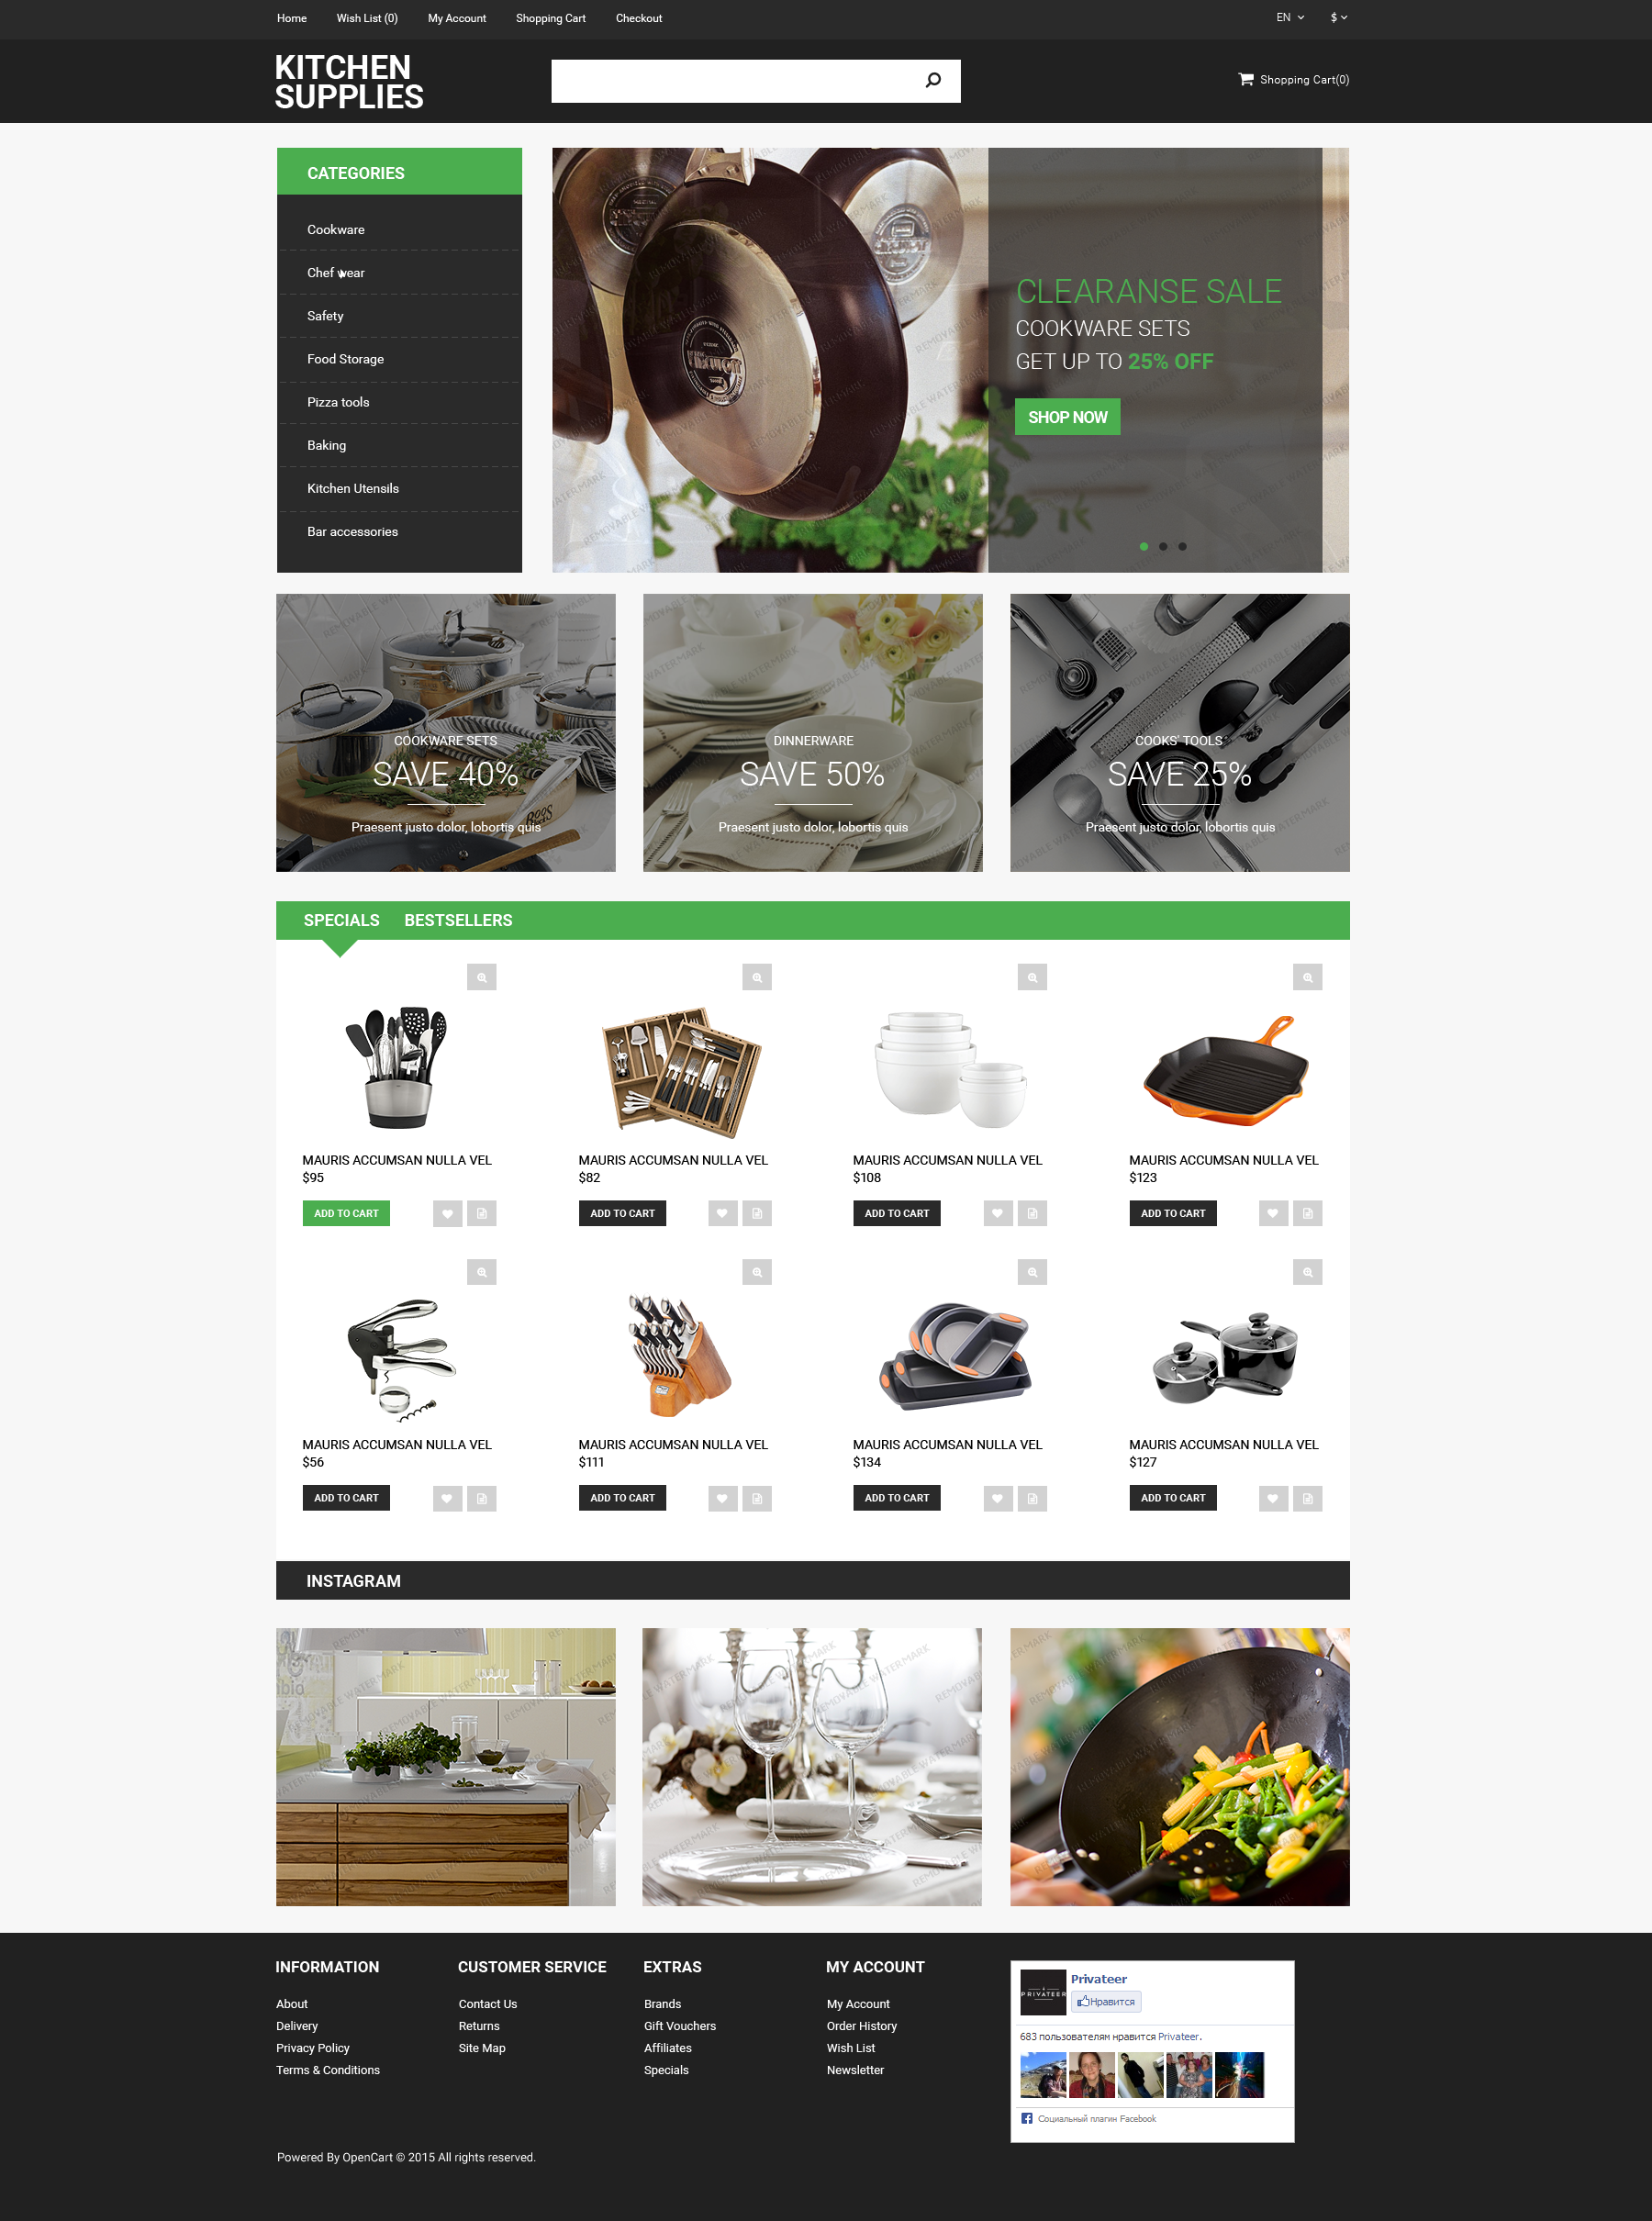 Home Wish List (0) My Account Shopping Cart Checkout EN $
KITCHEN
SUPPLIES
Shopping Cart(0)
CATEGORIES
Cookware
Chef wear
Safety
Food Storage
Pizza tools
Baking
Kitchen Utensils
Bar accessories
CLEARANSE SALE
COOKWARE SETS
GET UP TO 25% OFF
SHOP NOW
COOKWARE SETS
SAVE 40%
Praesent justo dolor, lobortis quis
DINNERWARE
SAVE 50%
Praesent justo dolor, lobortis quis
COOKS' TOOLS
SAVE 25%
Praesent justo dolor, lobortis quis
SPECIALS BESTSELLERS
MAURIS ACCUMSAN NULLA VEL
$95
ADD TO CART
MAURIS ACCUMSAN NULLA VEL
$82
ADD TO CART
MAURIS ACCUMSAN NULLA VEL
$108
ADD TO CART
MAURIS ACCUMSAN NULLA VEL
$123
ADD TO CART
MAURIS ACCUMSAN NULLA VEL
$56
ADD TO CART
MAURIS ACCUMSAN NULLA VEL
$111
ADD TO CART
MAURIS ACCUMSAN NULLA VEL
$134
ADD TO CART
MAURIS ACCUMSAN NULLA VEL
$127
ADD TO CART
INSTAGRAM
INFORMATION
About
Delivery
Privacy Policy
Terms & Conditions
CUSTOMER SERVICE
Contact Us
Returns
Site Map
EXTRAS
Brands
Gift Vouchers
Affiliates
Specials
MY ACCOUNT
My Account
Order History
Wish List
Newsletter
PRIVATEER
Privateer
Нравится
683 пользователям нравится Privateer.
Социальный плагин Facebook
Powered By OpenCart © 2015 All rights reserved.